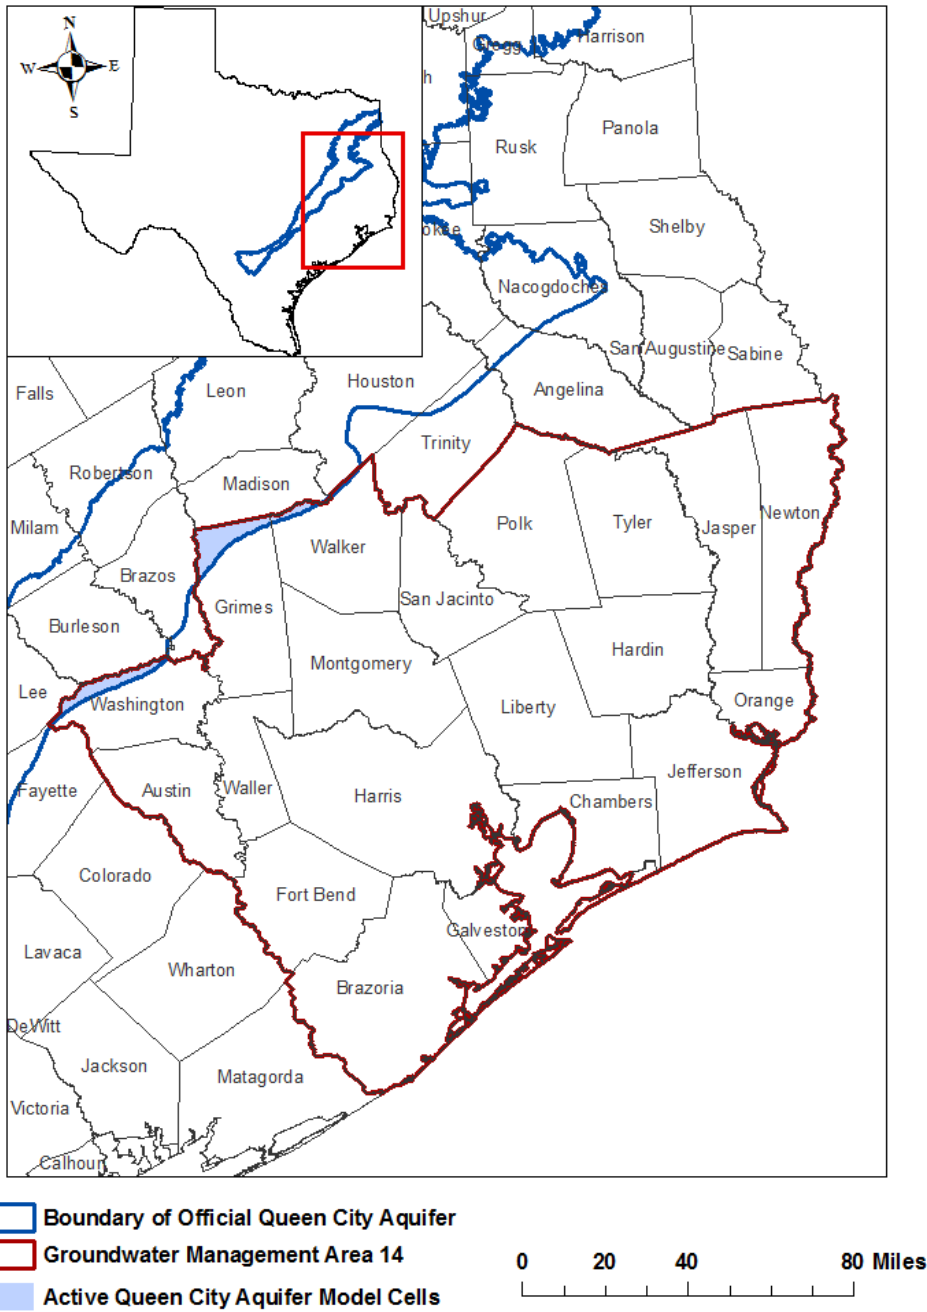 N
W E
S
Upshur
Gregg
Harrison
h
Rusk
Panola
okee
Shelby
Nacogdoches
San Augustine
Sabine
Falls
Leon
Houston
Angelina
Trinity
Robertson
Madison
Milam
Polk
Tyler
Jasper
Newton
Walker
Brazos
Grimes
San Jacinto
Burleson
Montgomery
Hardin
Lee
Washington
Liberty
Orange
Fayette
Austin
Waller
Harris
Chambers
Jefferson
Colorado
Fort Bend
Galveston
Lavaca
Wharton
Brazoria
DeWitt
Jackson
Matagorda
Victoria
Calhoun
Boundary of Official Queen City Aquifer
Groundwater Management Area 14
Active Queen City Aquifer Model Cells
0 20 40 80 Miles